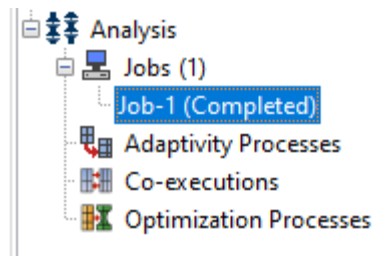 Analysis
Jobs (1)
Job-1 (Completed)
Adaptivity Processes
Co-executions
Optimization Processes